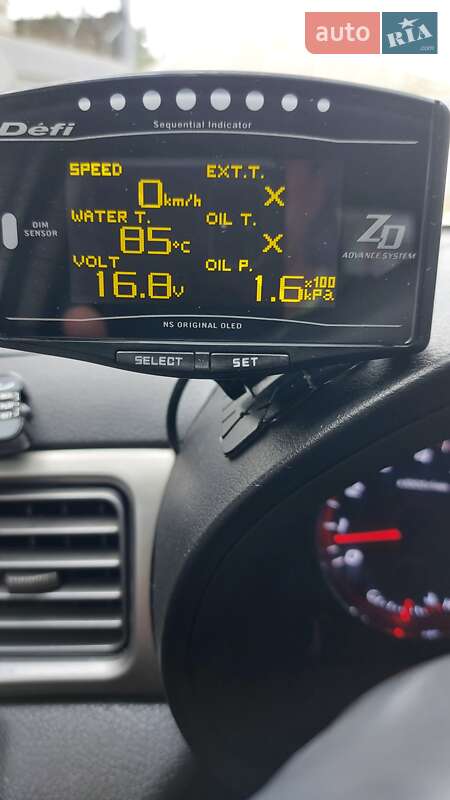 auto RIA .com
Défi
Sequential Indicator
SPEED EXT.T.
0km/h X
WATER T. OIL T.
85°C X
VOLT OIL P.
16.8V 1.6 x100 kPa
DIM SENSOR
ZD
ADVANCE SYSTEM
NS ORIGINAL OLED
SELECT SET